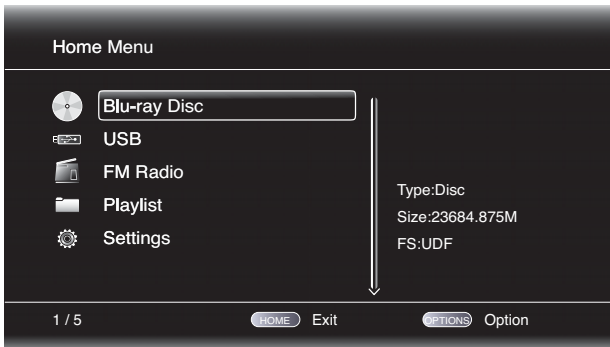 Home Menu
Blu-ray Disc
USB
FM Radio
Playlist
Settings
Type:Disc
Size:23684.875M
FS:UDF
1 / 5
HOME Exit
OPTIONS Option